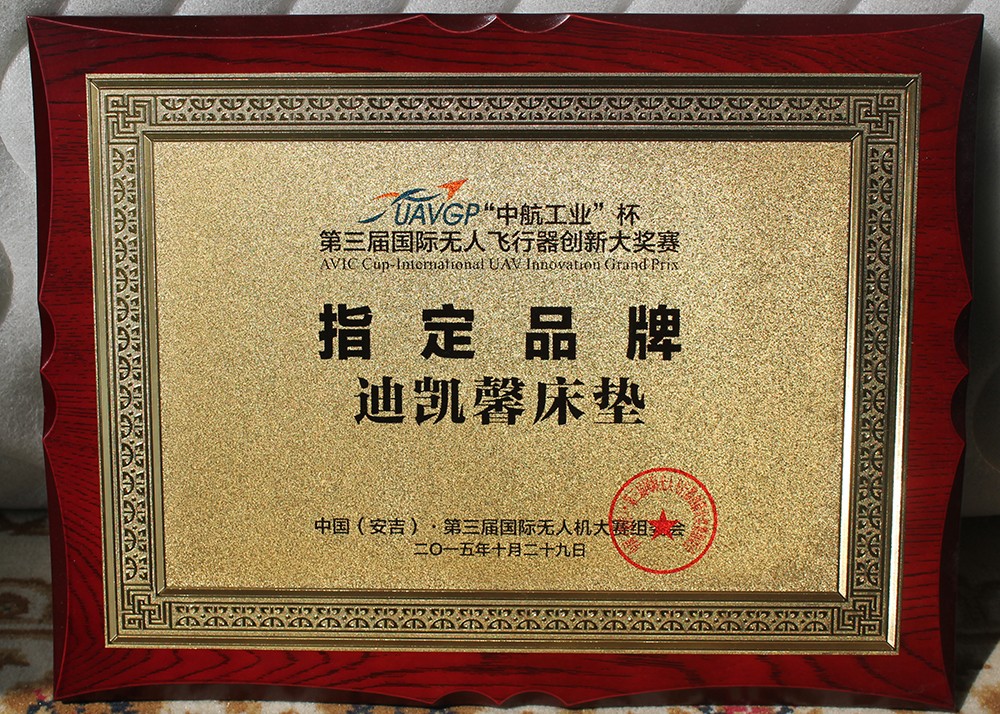 UAVGP“中航工业”杯
第三届国际无人飞行器创新大奖赛
AVIC Cup-International UAV Innovation Grand Prix
指定品牌
迪凯馨床垫
中国（安吉）·第三届国际无人机大赛组委会
二〇一五年十月二十九日